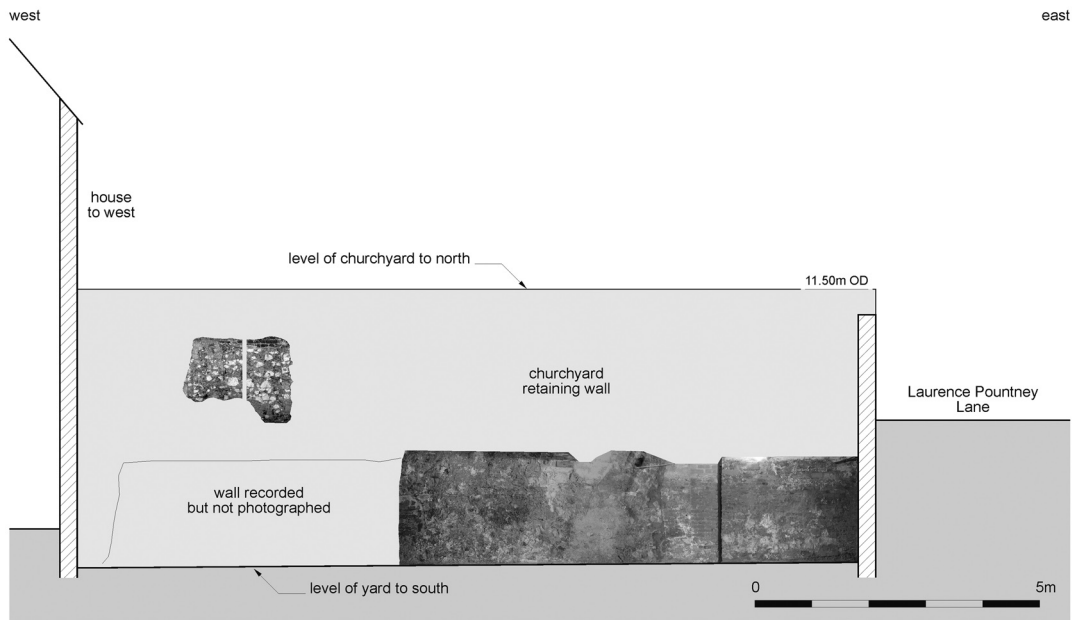 west
east
house
to west
level of churchyard to north
11.50m OD
churchyard
retaining wall
Laurence Pountney
Lane
wall recorded
but not photographed
level of yard to south
0
5m